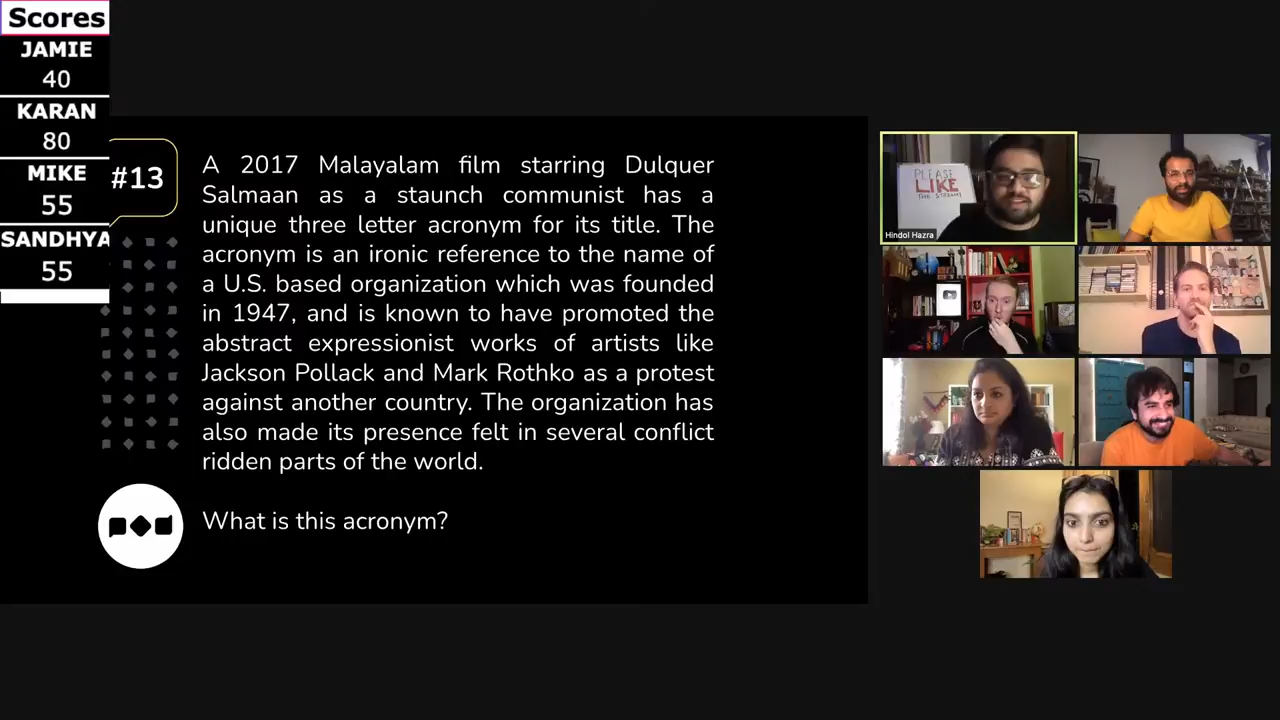 Scores
JAMIE
40
KARAN
80
MIKE
55
SANDHYA
55
#13
A 2017 Malayalam film starring Dulquer
Salmaan as a staunch communist has a
unique three letter acronym for its title. The
acronym is an ironic reference to the name of
a U.S. based organization which was founded
in 1947, and is known to have promoted the
abstract expressionist works of artists like
Jackson Pollack and Mark Rothko as a protest
against another country. The organization has
also made its presence felt in several conflict
ridden parts of the world.
What is this acronym?
PLEASE
LIKE
THE STREAM
Hindol Hazra